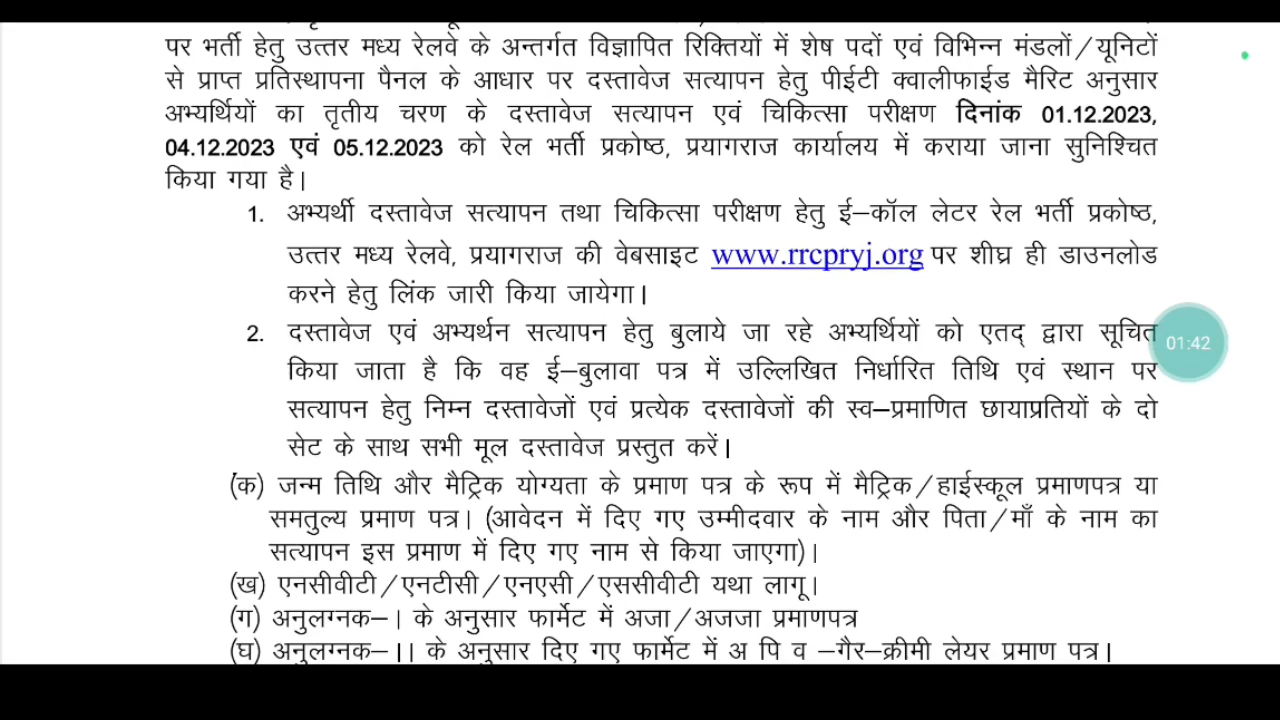 पर भर्ती हेतु उत्तर मध्य रेलवे के अन्तर्गत विज्ञापित रिक्तियों में शेष पदों एवं विभिन्न मंडलों/यूनिटों
से प्राप्त प्रतिस्थापना पैनल के आधार पर दस्तावेज सत्यापन हेतु पीईटी क्वालीफाईड मैरिट अनुसार
अभ्यर्थियों का तृतीय चरण के दस्तावेज सत्यापन एवं चिकित्सा परीक्षण दिनांक 01.12.2023,
04.12.2023 एवं 05.12.2023 को रेल भर्ती प्रकोष्ठ, प्रयागराज कार्यालय में कराया जाना सुनिश्चित
किया गया है।
1. अभ्यर्थी दस्तावेज सत्यापन तथा चिकित्सा परीक्षण हेतु ई–कॉल लेटर रेल भर्ती प्रकोष्ठ,
उत्तर मध्य रेलवे, प्रयागराज की वेबसाइट www.rrcpryj.org पर शीघ्र ही डाउनलोड
करने हेतु लिंक जारी किया जायेगा।
2. दस्तावेज एवं अभ्यर्थन सत्यापन हेतु बुलाये जा रहे अभ्यर्थियों को एतद् द्वारा सूचित
01:42
किया जाता है कि वह ई–बुलावा पत्र में उल्लिखित निर्धारित तिथि एवं स्थान पर
सत्यापन हेतु निम्न दस्तावेजों एवं प्रत्येक दस्तावेजों की स्व–प्रमाणित छायाप्रतियों के दो
सेट के साथ सभी मूल दस्तावेज प्रस्तुत करें।
(क) जन्म तिथि और मैट्रिक योग्यता के प्रमाण पत्र के रूप में मैट्रिक/हाईस्कूल प्रमाणपत्र या
समतुल्य प्रमाण पत्र। (आवेदन में दिए गए उम्मीदवार के नाम और पिता/माँ के नाम का
सत्यापन इस प्रमाण में दिए गए नाम से किया जाएगा)।
(ख) एनसीवीटी/एनटीसी/एनएसी/एससीवीटी यथा लागू।
(ग) अनुलग्नक–। के अनुसार फार्मेट में अजा/अजजा प्रमाणपत्र
(घ) अनुलग्नक–।। के अनुसार दिए गए फार्मेट में अ पि व –गैर–क्रीमी लेयर प्रमाण पत्र।